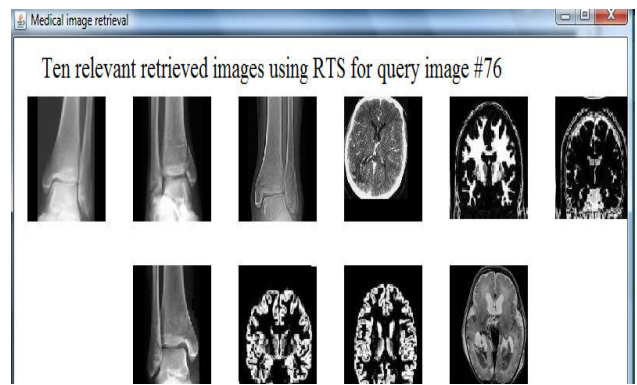 Medical image retrieval
Ten relevant retrieved images using RTS for query image #76